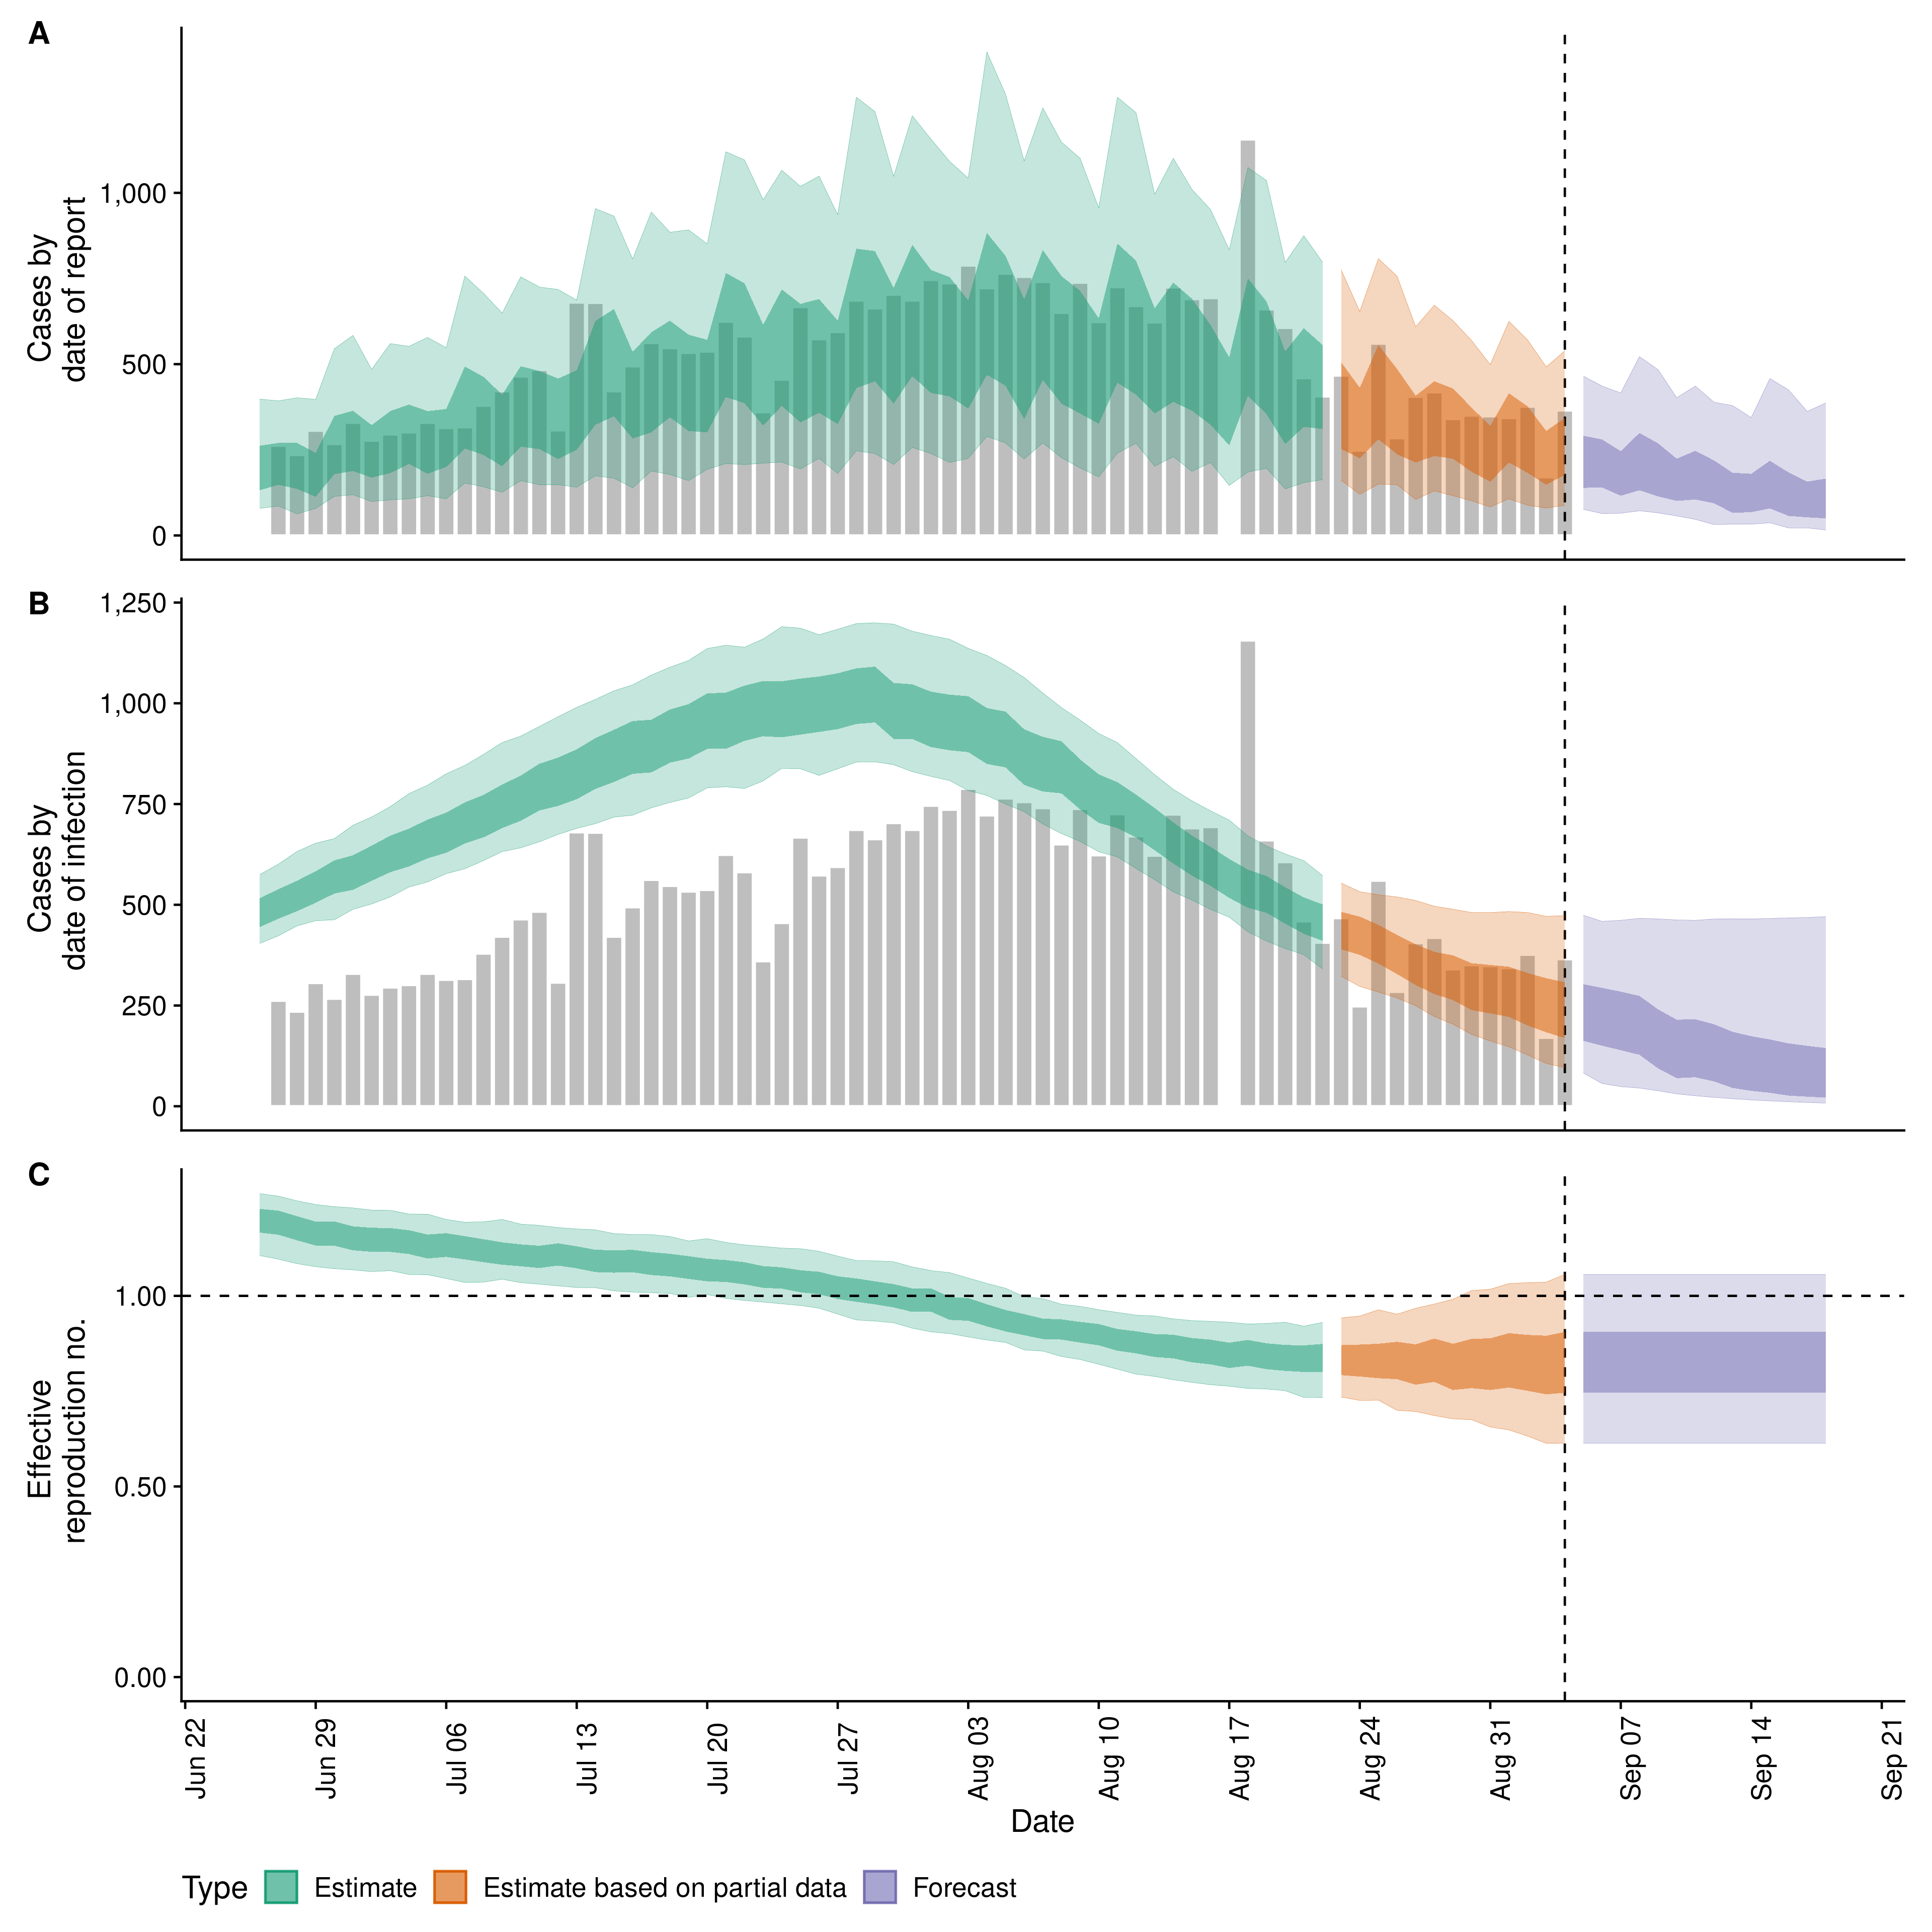 A
Cases by
date of report
1,000
500
0
B
Cases by
date of infection
1,250
1,000
750
500
250
0
C
Effective
reproduction no.
1.00
0.50
0.00
Jun 22
Jun 29
Jul 06
Jul 13
Jul 20
Jul 27
Aug 03
Aug 10
Aug 17
Aug 24
Aug 31
Sep 07
Sep 14
Sep 21
Date
Type Estimate Estimate based on partial data Forecast